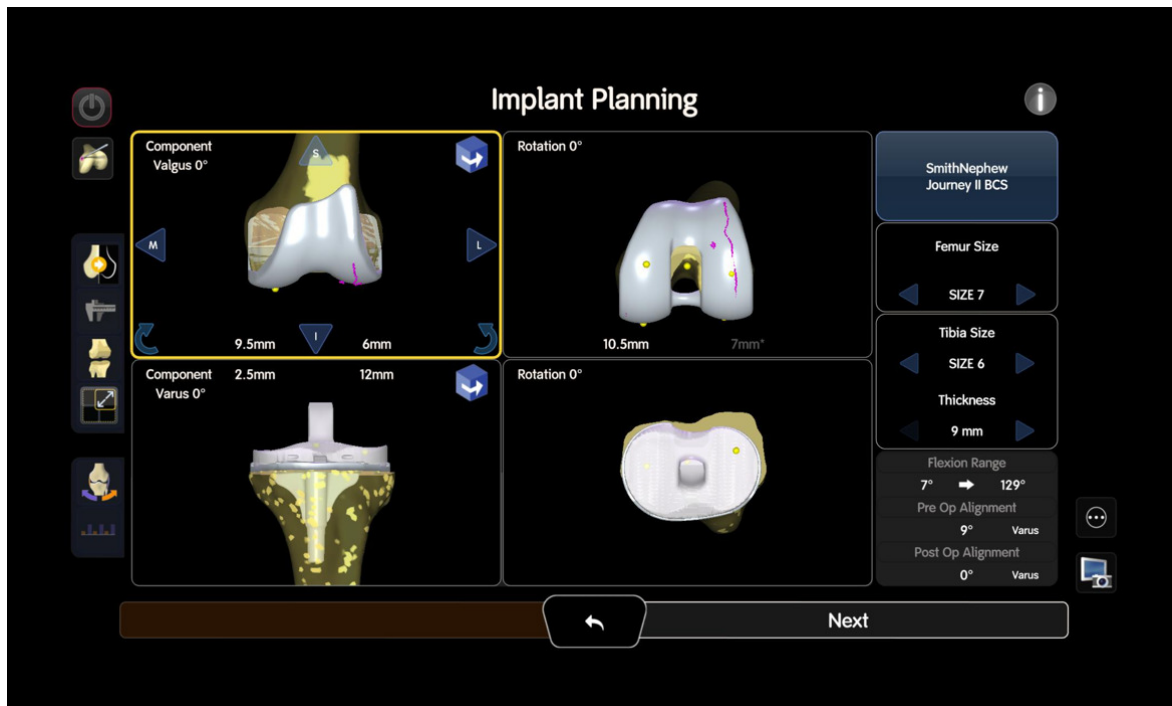 Implant Planning
i
Component
Valgus 0°
S
M
L
I
9.5mm 6mm
Rotation 0°
10.5mm 7mm*
Component 2.5mm 12mm
Varus 0°
Rotation 0°
SmithNephew
Journey II BCS
Femur Size
SIZE 7
Tibia Size
SIZE 6
Thickness
9 mm
Flexion Range
7° 129°
Pre Op Alignment
9° Varus
Post Op Alignment
0° Varus
Next